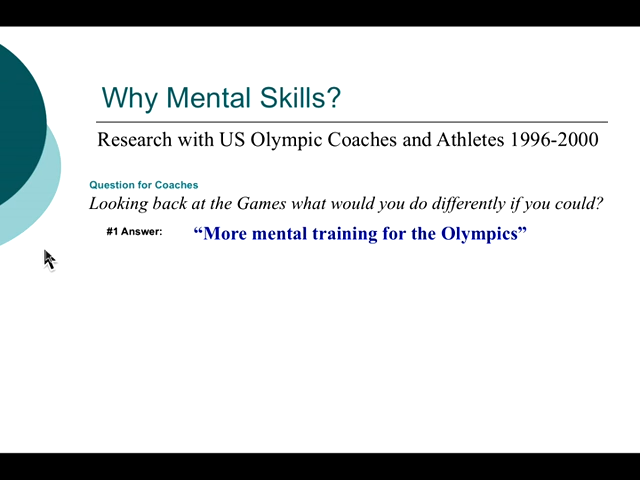 Why Mental Skills?
Research with US Olympic Coaches and Athletes 1996-2000
Question for Coaches
Looking back at the Games what would you do differently if you could?
#1 Answer: “More mental training for the Olympics”